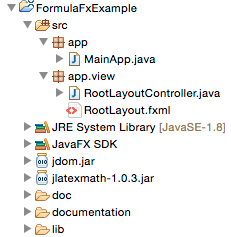 FormulaFxExample
src
app
MainApp.java
app.view
RootLayoutController.java
RootLayout.fxml
JRE System Library [JavaSE-1.8]
JavaFX SDK
jdom.jar
jlatexmath-1.0.3.jar
doc
documentation
lib